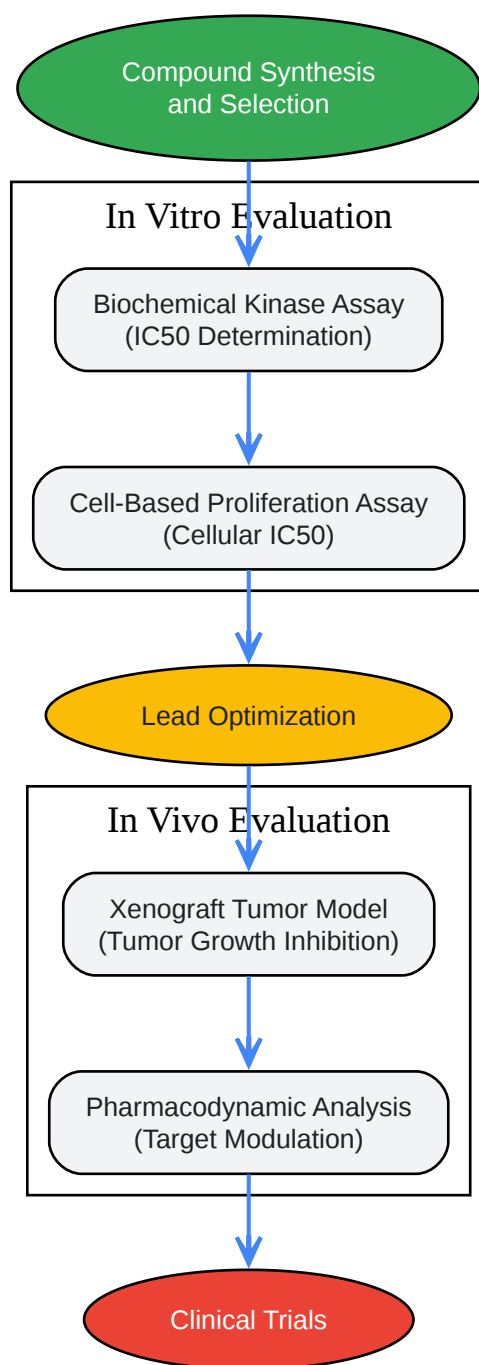 Compound Synthesis
and Selection
In Vitro Evaluation
Biochemical Kinase Assay
(IC50 Determination)
Cell-Based Proliferation Assay
(Cellular IC50)
Lead Optimization
In Vivo Evaluation
Xenograft Tumor Model
(Tumor Growth Inhibition)
Pharmacodynamic Analysis
(Target Modulation)
Clinical Trials